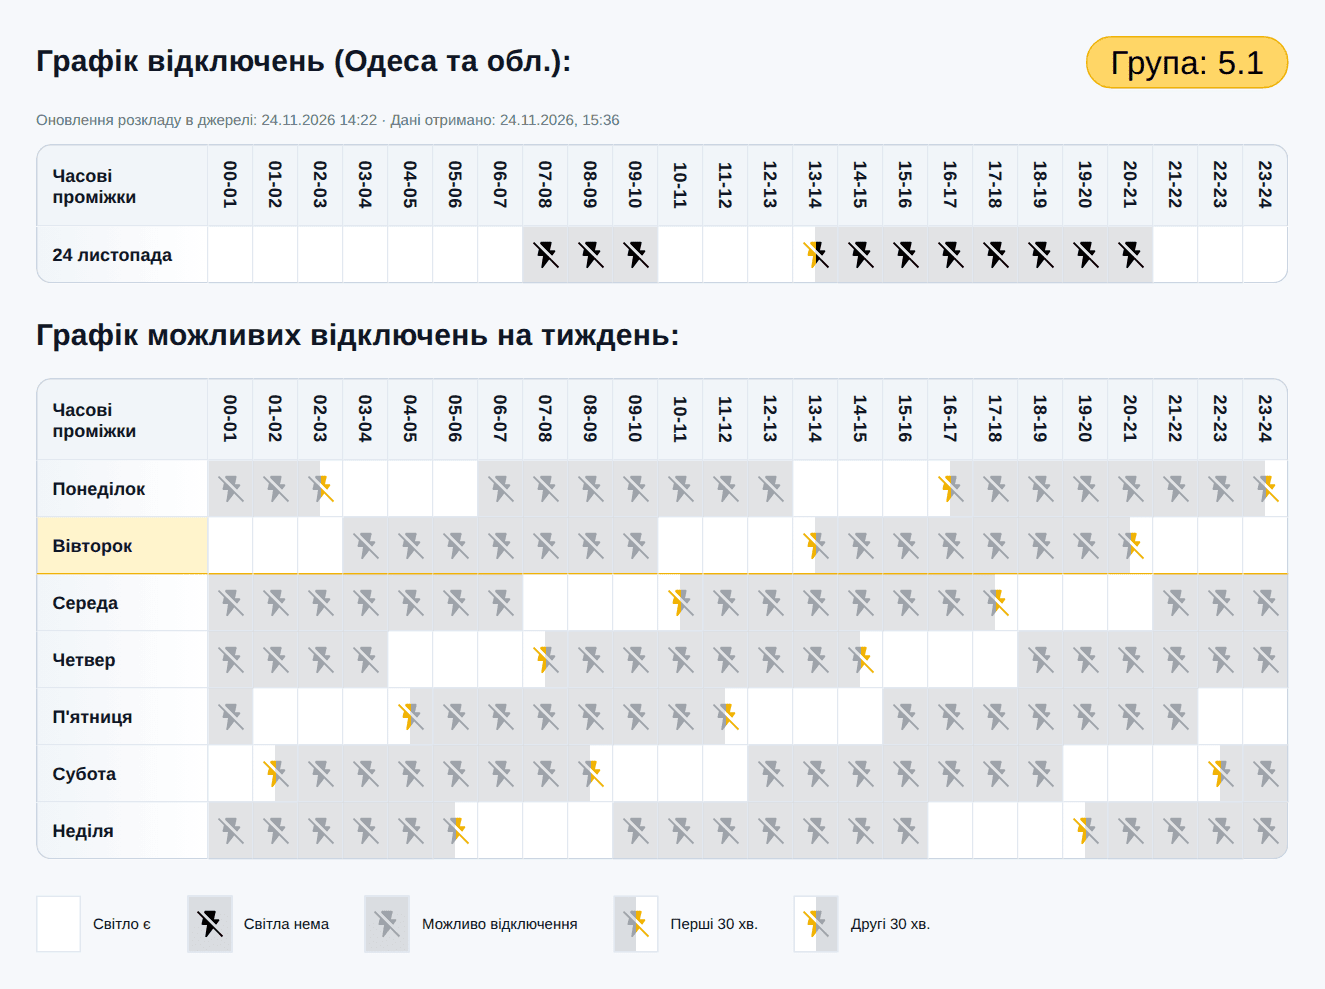 Графік відключень (Одеса та обл.):
Група: 5.1
Оновлення розкладу в джерелі: 24.11.2026 14:22 · Дані отримано: 24.11.2026, 15:36
Часові
проміжки
00-01 01-02 02-03 03-04 04-05 05-06 06-07 07-08 08-09 09-10 10-11 11-12 12-13 13-14 14-15 15-16 16-17 17-18 18-19 19-20 20-21 21-22 22-23 23-24
24 листопада
Графік можливих відключень на тиждень:
Часові
проміжки
00-01 01-02 02-03 03-04 04-05 05-06 06-07 07-08 08-09 09-10 10-11 11-12 12-13 13-14 14-15 15-16 16-17 17-18 18-19 19-20 20-21 21-22 22-23 23-24
Понеділок
Вівторок
Середа
Четвер
П'ятниця
Субота
Неділя
Світло є
Світла нема
Можливо відключення
Перші 30 хв.
Другі 30 хв.